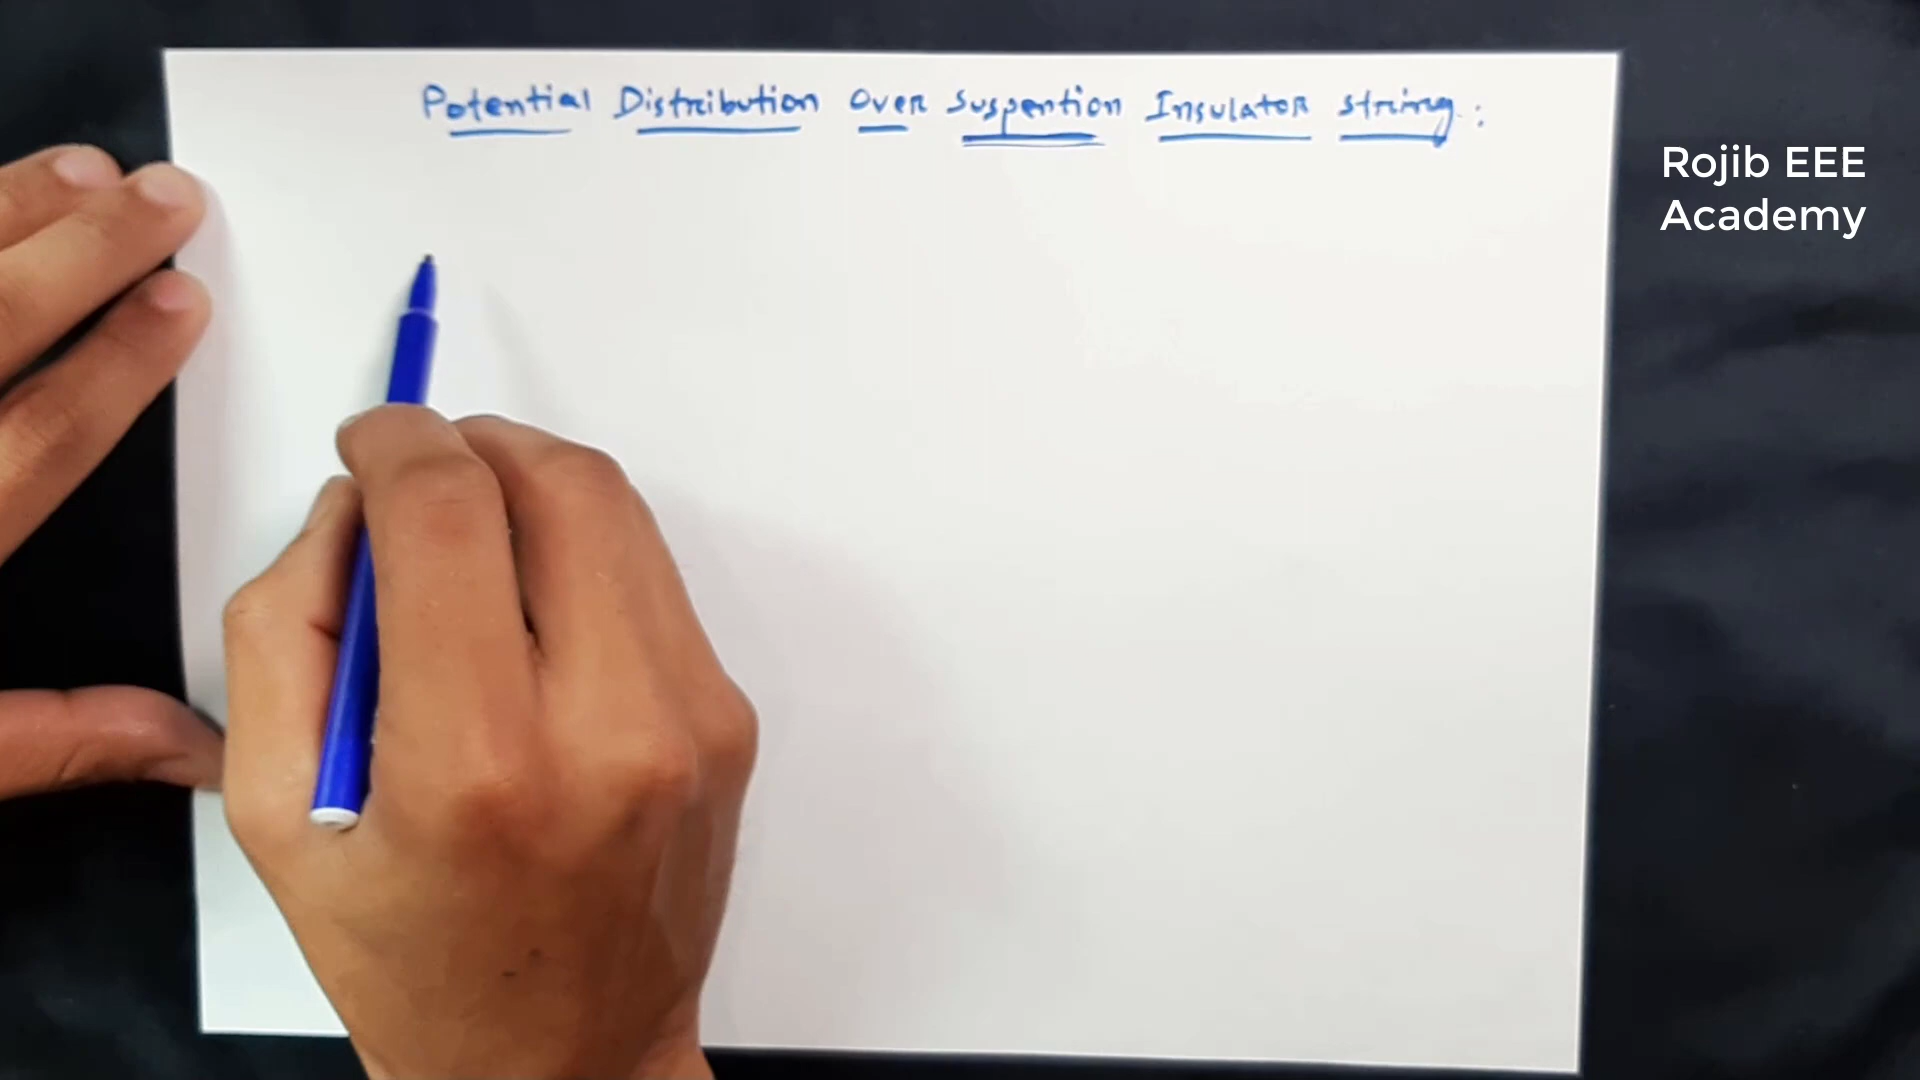 Potential Distribution Over Suspention Insulator string:
Rojib EEE
Academy